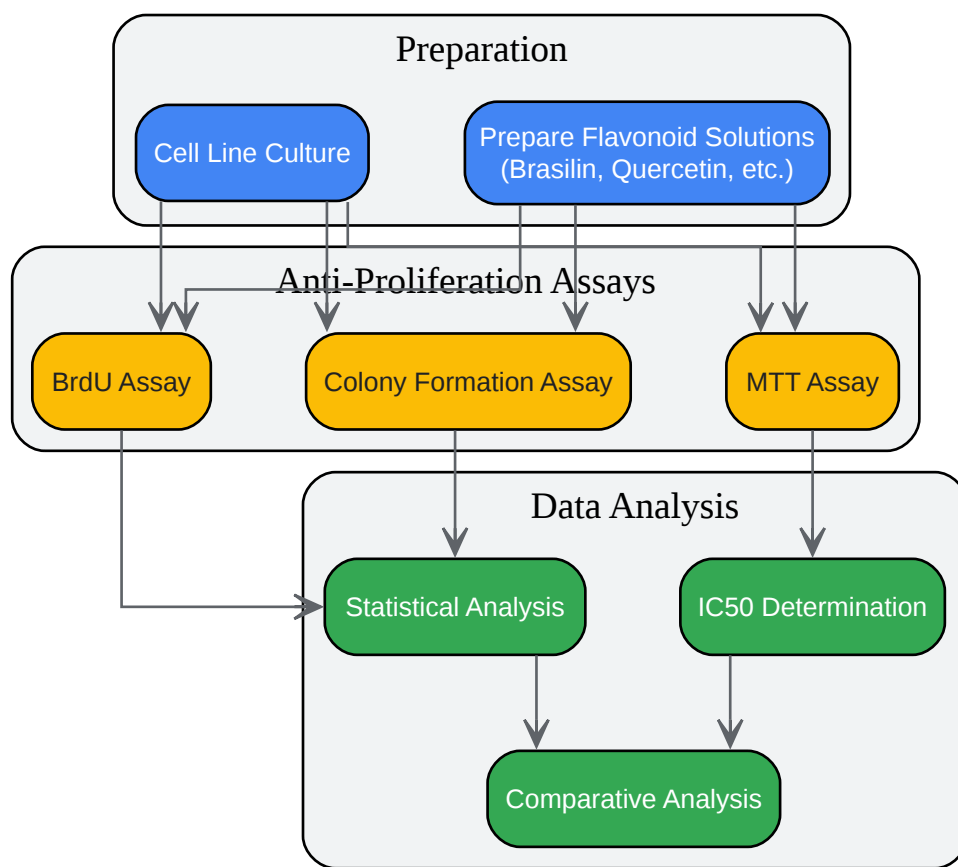 Preparation
Cell Line Culture
Prepare Flavonoid Solutions
(Brasilin, Quercetin, etc.)
Anti-Proliferation Assays
BrdU Assay
Colony Formation Assay
MTT Assay
Data Analysis
Statistical Analysis
IC50 Determination
Comparative Analysis